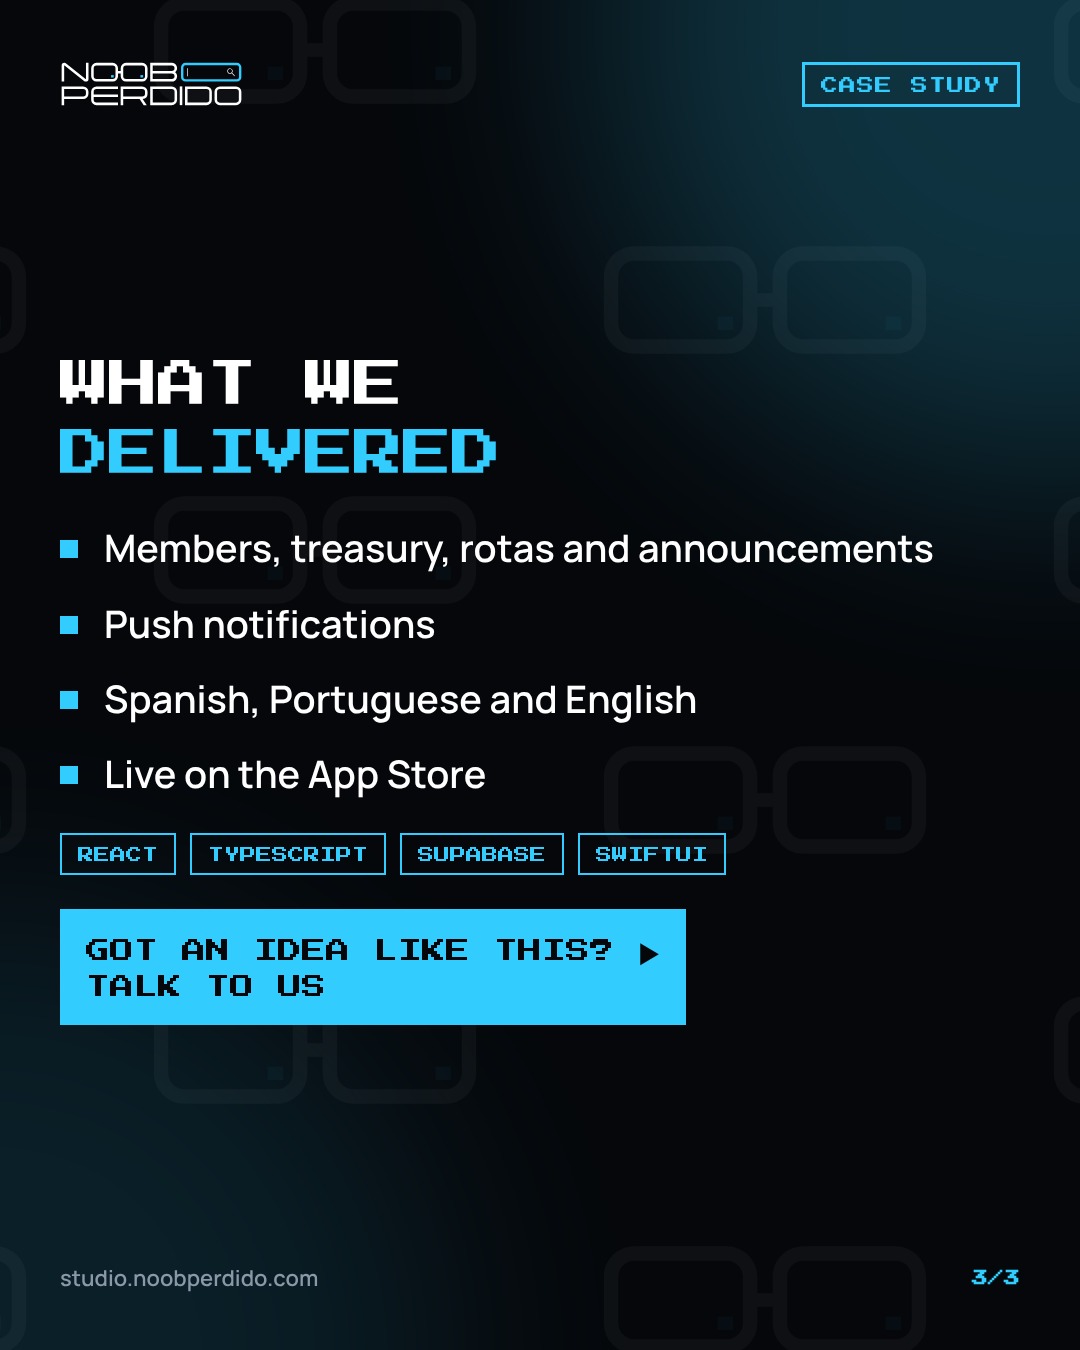 NOOB
PERDIDO
CASE STUDY
WHAT WE
DELIVERED
Members, treasury, rotas and announcements
Push notifications
Spanish, Portuguese and English
Live on the App Store
REACT TYPESCRIPT SUPABASE SWIFTUI
GOT AN IDEA LIKE THIS?
TALK TO US
studio.noobperdido.com
3/3